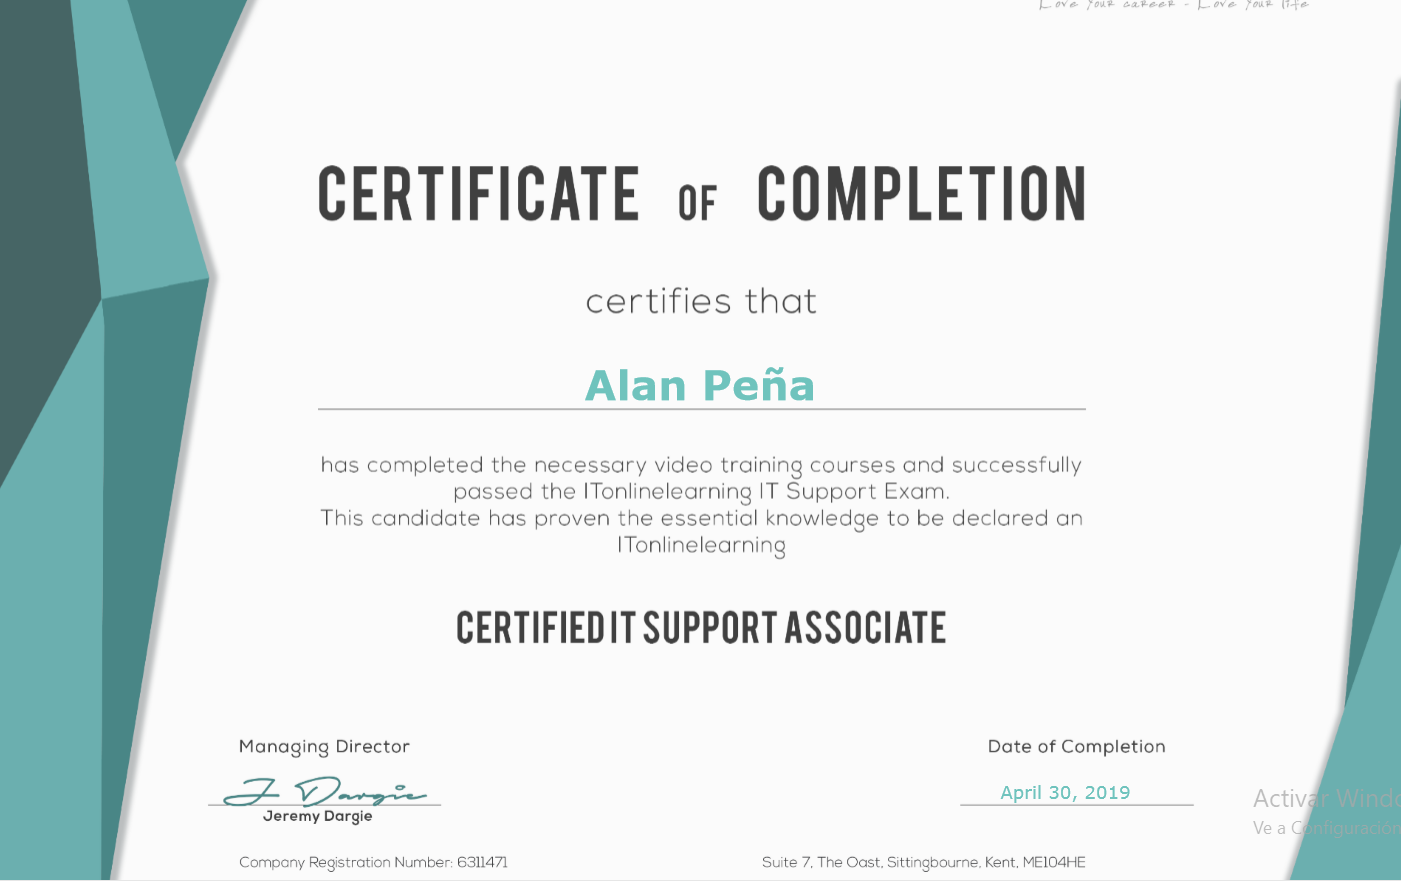 Love your career - Love your life
CERTIFICATE OF COMPLETION
certifies that
Alan Peña
has completed the necessary video training courses and successfully
passed the ITonlinelearning IT Support Exam.
This candidate has proven the essential knowledge to be declared an
ITonlinelearning
CERTIFIED IT SUPPORT ASSOCIATE
Managing Director
Date of Completion
J Dargie
April 30, 2019
Jeremy Dargie
Activar Windo
Ve a Configuración
Company Registration Number: 6311471
Suite 7, The Oast, Sittingbourne, Kent, ME104HE